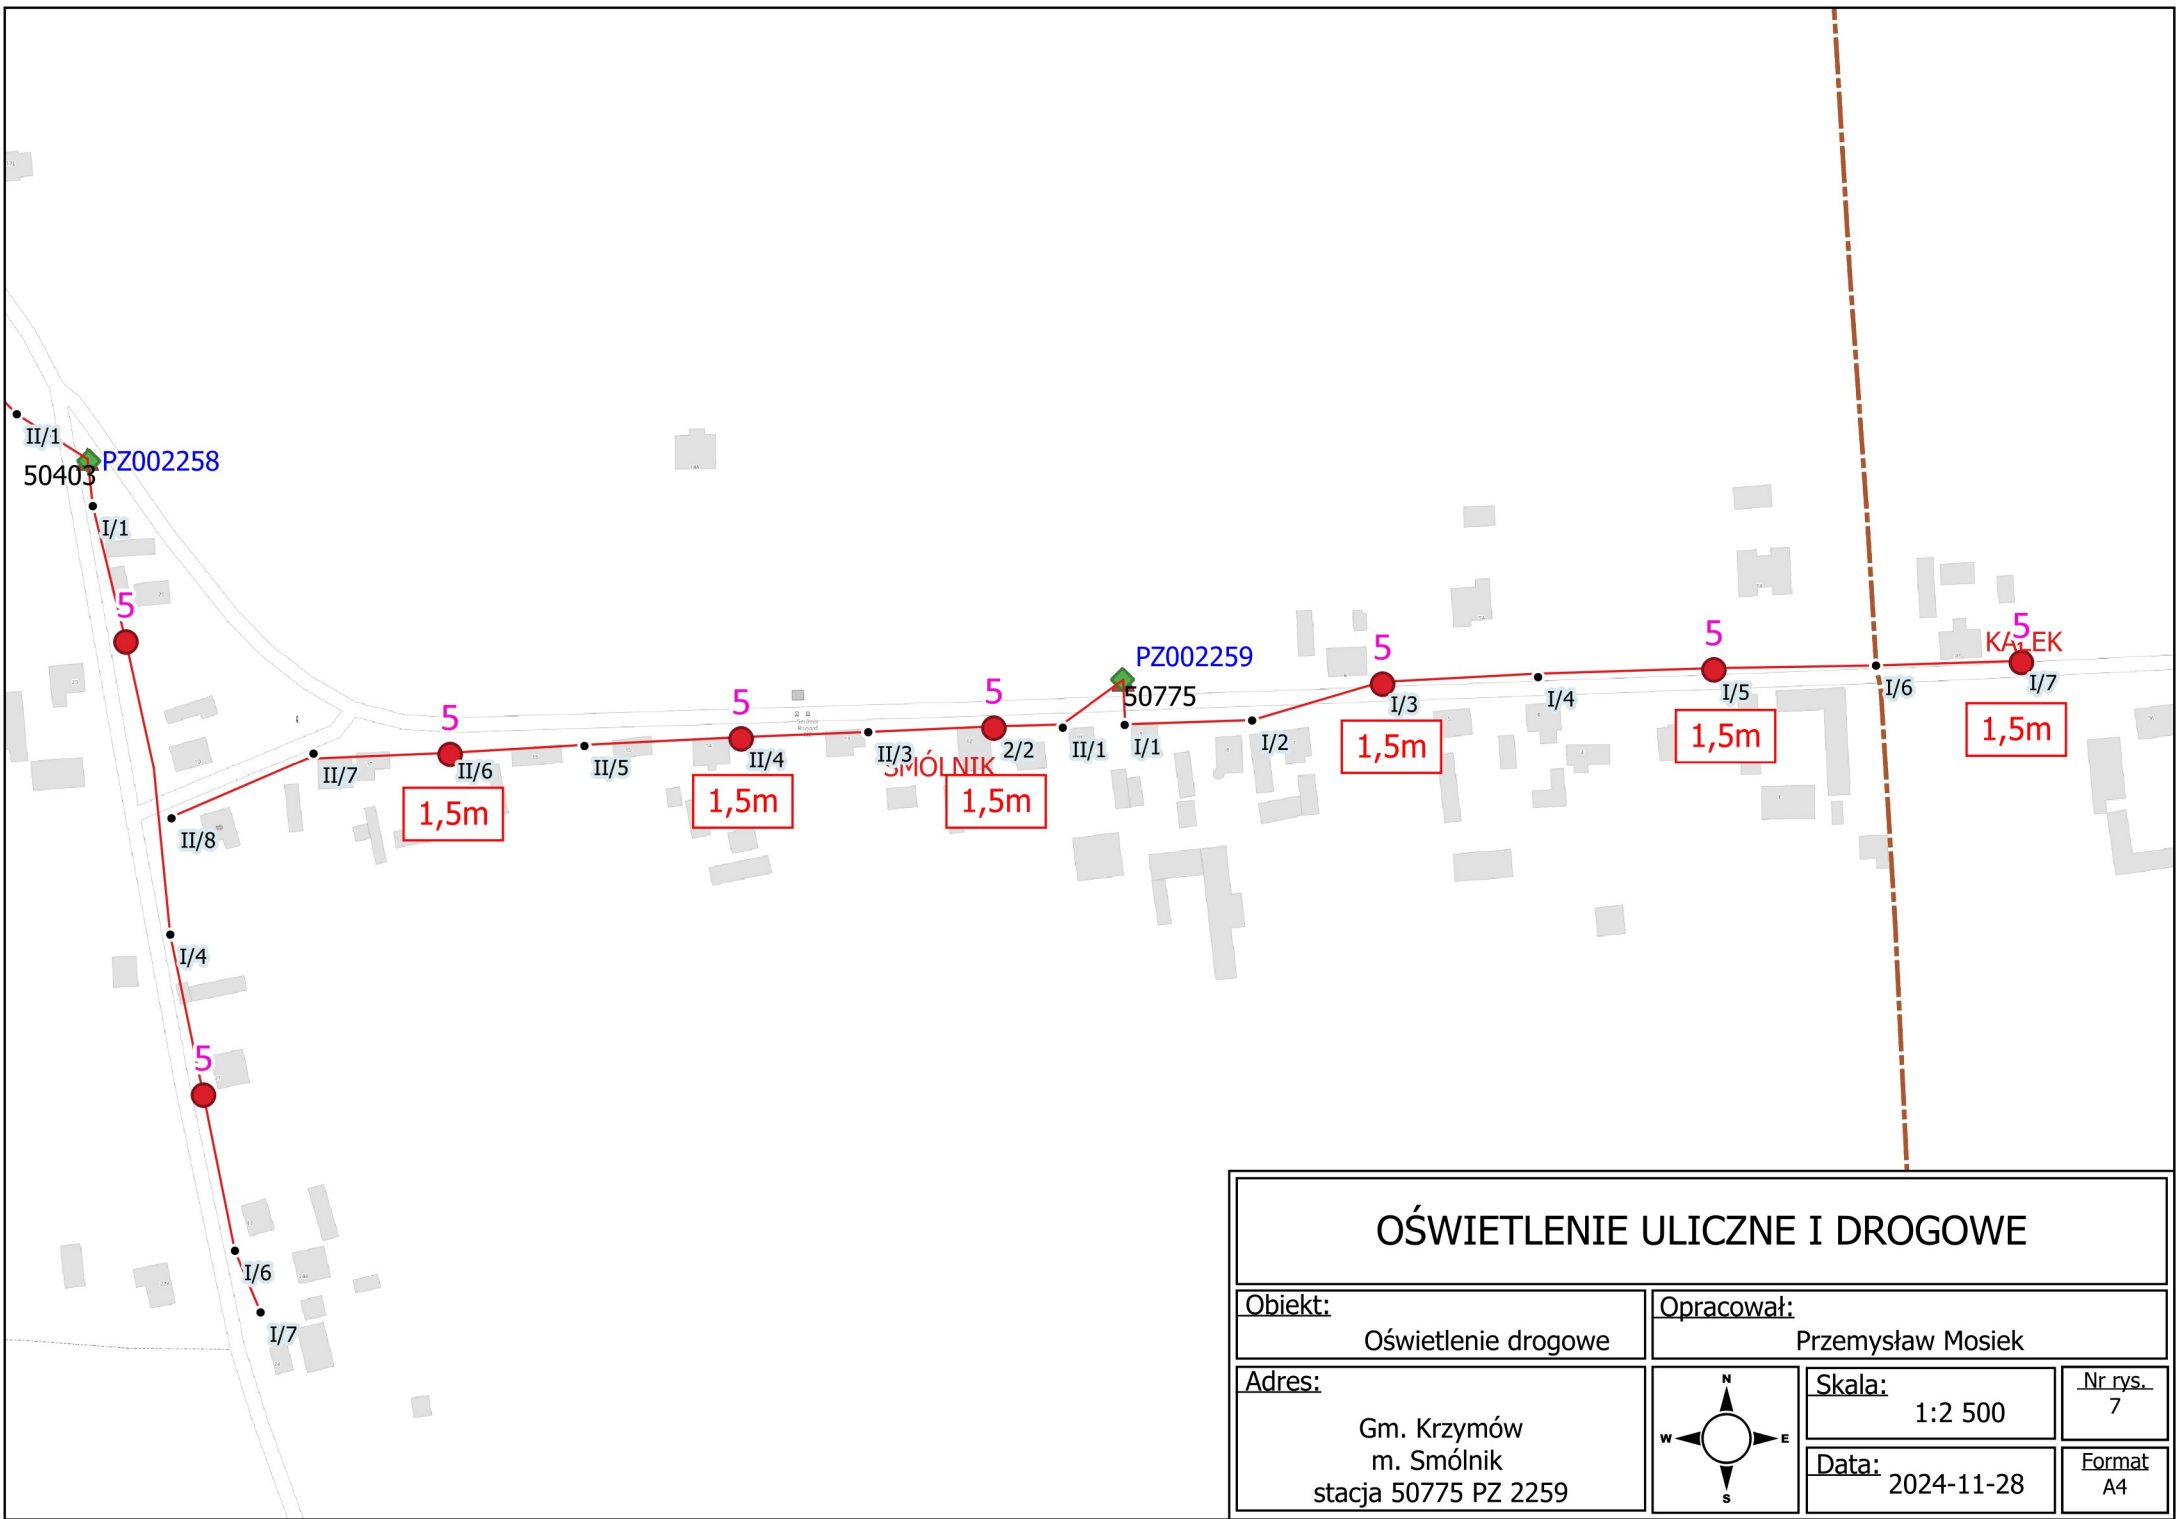 II/1
PZ002258
50403
I/1
5
5
KAŁEK
5
5
PZ002259
50775
5
5
5
I/7
I/6
I/5
I/4
I/3
I/2
I/1
II/1
2/2
II/3
II/4
II/5
II/6
II/7
SMÓLNIK
1,5m
1,5m
1,5m
1,5m
1,5m
1,5m
II/8
I/4
5
I/6
I/7
OŚWIETLENIE ULICZNE I DROGOWE
Obiekt:
Oświetlenie drogowe
Opracował:
Przemysław Mosiek
Adres:
Gm. Krzymów
m. Smólnik
stacja 50775 PZ 2259
N
W
E
S
Skala:
1:2 500
Nr rys.
7
Data:
2024-11-28
Format
A4